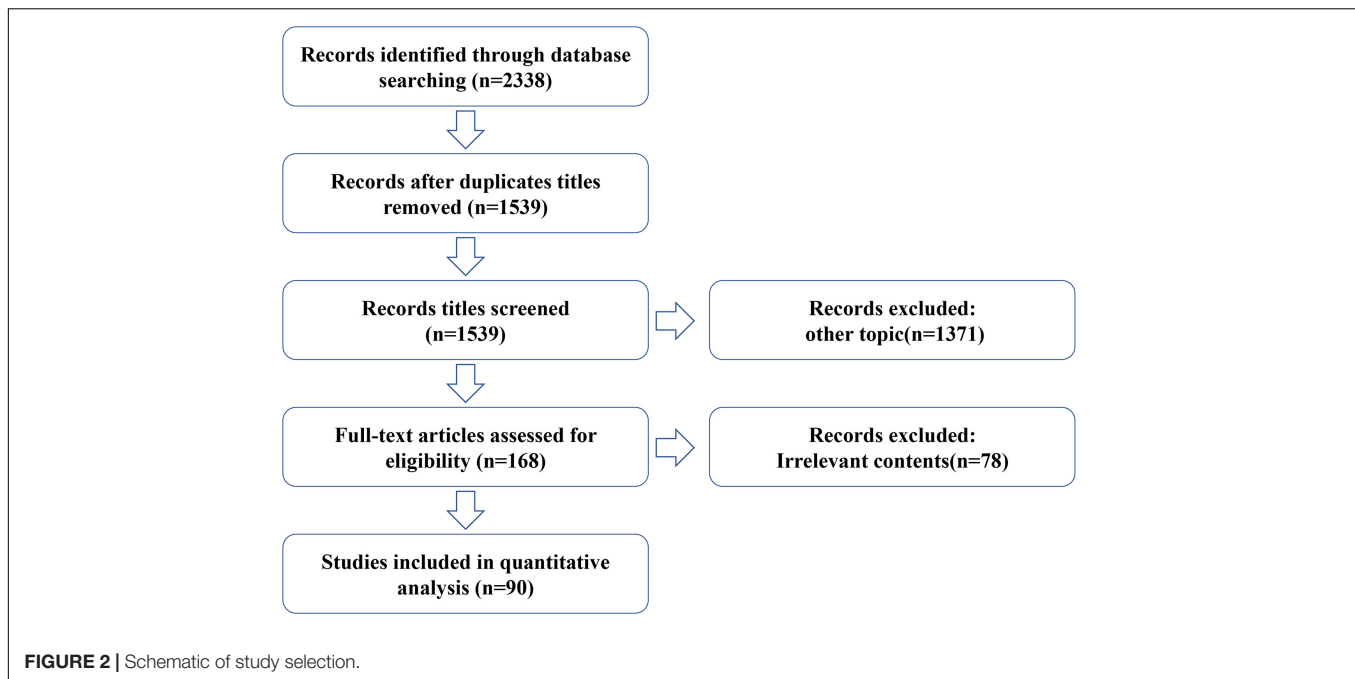 Records identified through database
searching (n=2338)
Records after duplicates titles
removed (n=1539)
Records titles screened
(n=1539)
Records excluded:
other topic(n=1371)
Full-text articles assessed for
eligibility (n=168)
Records excluded:
Irrelevant contents(n=78)
Studies included in quantitative
analysis (n=90)
FIGURE 2 | Schematic of study selection.